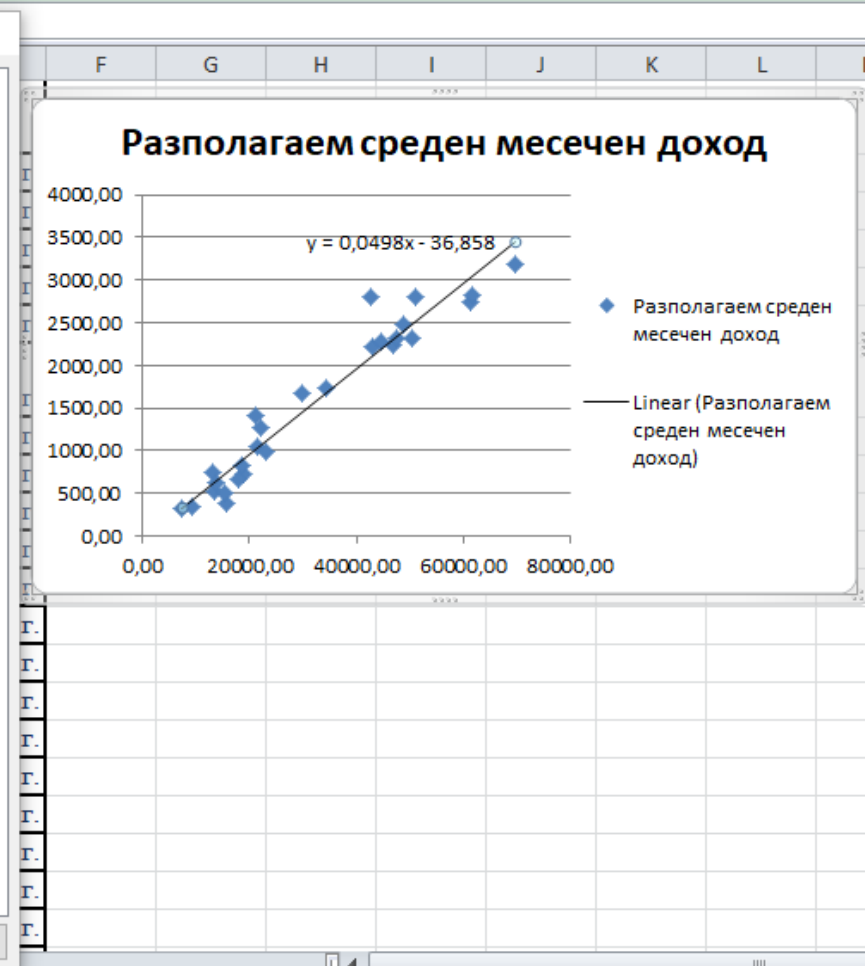 F G H I J K L
Разполагаем среден месечен доход
4000,00
3500,00
3000,00
2500,00
2000,00
1500,00
1000,00
500,00
0,00
y = 0,0498x - 36,858
0,00 20000,00 40000,00 60000,00 80000,00
Разполагаем среден
месечен доход
Linear (Разполагаем
среден месечен
доход)
г.
г.
г.
г.
г.
г.
г.
г.
г.